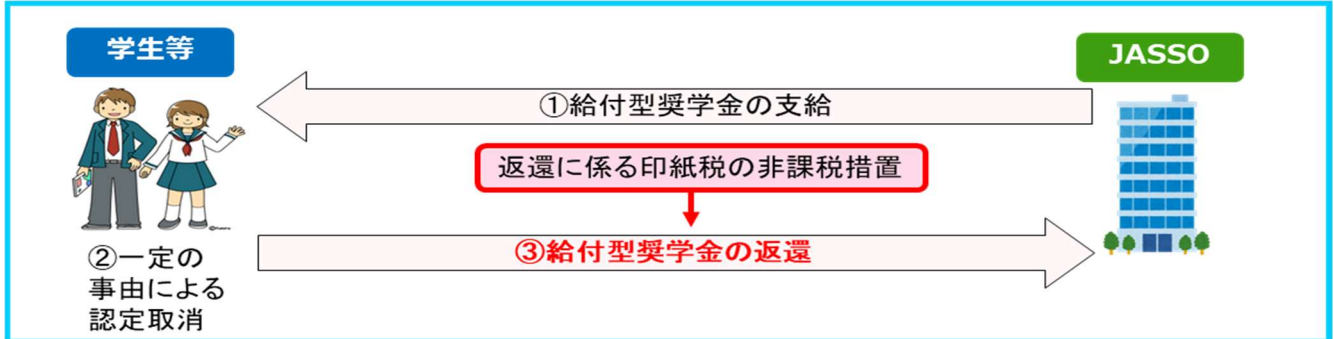 学生等
JASSO
①給付型奨学金の支給
返還に係る印紙税の非課税措置
③給付型奨学金の返還
②一定の
事由による
認定取消